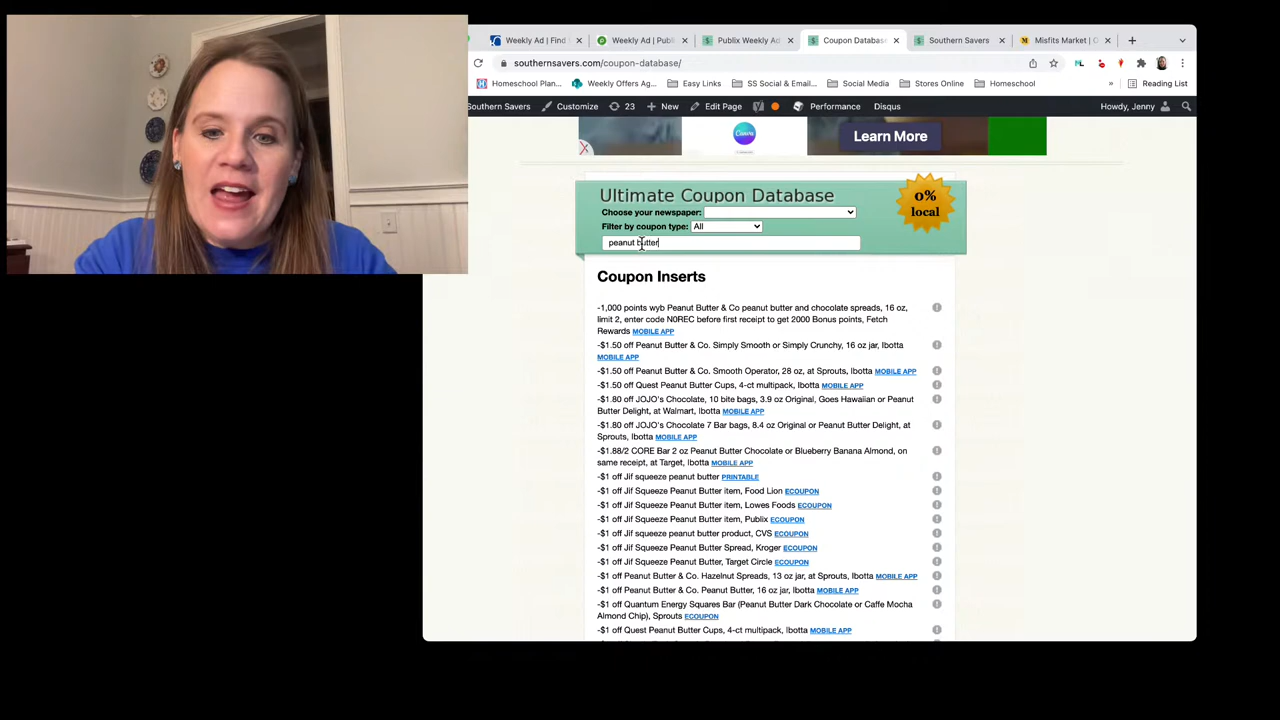 Weekly Ad | Find
Weekly Ad | Publ
Publix Weekly Ad
Coupon Database
Southern Savers
Misfits Market | C
southernsavers.com/coupon-database/
Homeschool Plan...
Weekly Offers Ag...
Easy Links
SS Social & Email...
Social Media
Stores Online
Homeschool
»
Reading List
Southern Savers
Customize
23
New
Edit Page
Performance
Disqus
Howdy, Jenny
Canva
Learn More
Ultimate Coupon Database
Choose your newspaper:
Filter by coupon type: All
peanut butter
0%
local
Coupon Inserts
-1,000 points wyb Peanut Butter & Co peanut butter and chocolate spreads, 16 oz,
limit 2, enter code N0REC before first receipt to get 2000 Bonus points, Fetch
Rewards MOBILE APP
-$1.50 off Peanut Butter & Co. Simply Smooth or Simply Crunchy, 16 oz jar, Ibotta
MOBILE APP
-$1.50 off Peanut Butter & Co. Smooth Operator, 28 oz, at Sprouts, Ibotta MOBILE APP
-$1.50 off Quest Peanut Butter Cups, 4-ct multipack, Ibotta MOBILE APP
-$1.80 off JOJO's Chocolate, 10 bite bags, 3.9 oz Original, Goes Hawaiian or Peanut
Butter Delight, at Walmart, Ibotta MOBILE APP
-$1.80 off JOJO's Chocolate 7 Bar bags, 8.4 oz Original or Peanut Butter Delight, at
Sprouts, Ibotta MOBILE APP
-$1.88/2 CORE Bar 2 oz Peanut Butter Chocolate or Blueberry Banana Almond, on
same receipt, at Target, Ibotta MOBILE APP
-$1 off Jif squeeze peanut butter PRINTABLE
-$1 off Jif Squeeze Peanut Butter item, Food Lion ECOUPON
-$1 off Jif Squeeze Peanut Butter item, Lowes Foods ECOUPON
-$1 off Jif Squeeze Peanut Butter item, Publix ECOUPON
-$1 off Jif squeeze peanut butter product, CVS ECOUPON
-$1 off Jif Squeeze Peanut Butter Spread, Kroger ECOUPON
-$1 off Jif Squeeze Peanut Butter, Target Circle ECOUPON
-$1 off Peanut Butter & Co. Hazelnut Spreads, 13 oz jar, at Sprouts, Ibotta MOBILE APP
-$1 off Peanut Butter & Co. Peanut Butter, 16 oz jar, Ibotta MOBILE APP
-$1 off Quantum Energy Squares Bar (Peanut Butter Dark Chocolate or Caffe Mocha
Almond Chip), Sprouts ECOUPON
-$1 off Quest Peanut Butter Cups, 4-ct multipack, Ibotta MOBILE APP